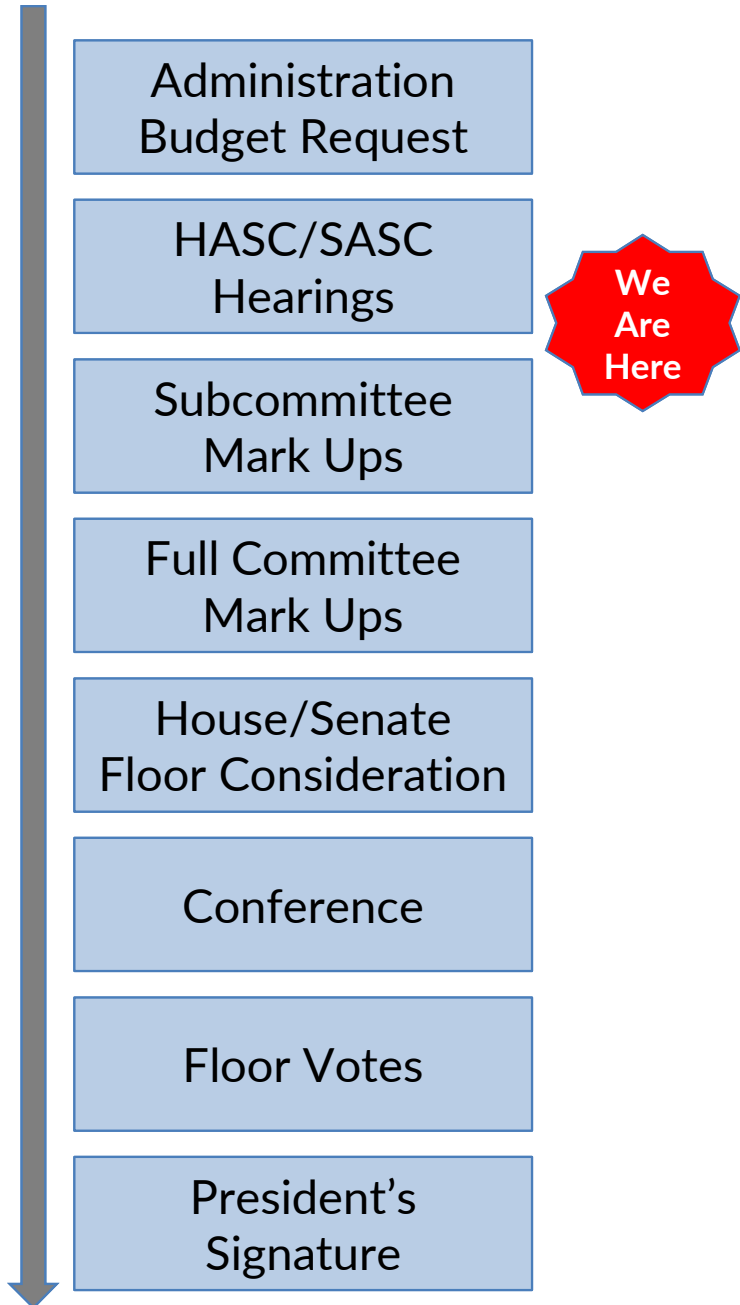 Administration
Budget Request
HASC/SASC
Hearings
We
Are
Here
Subcommittee
Mark Ups
Full Committee
Mark Ups
House/Senate
Floor Consideration
Conference
Floor Votes
President’s
Signature